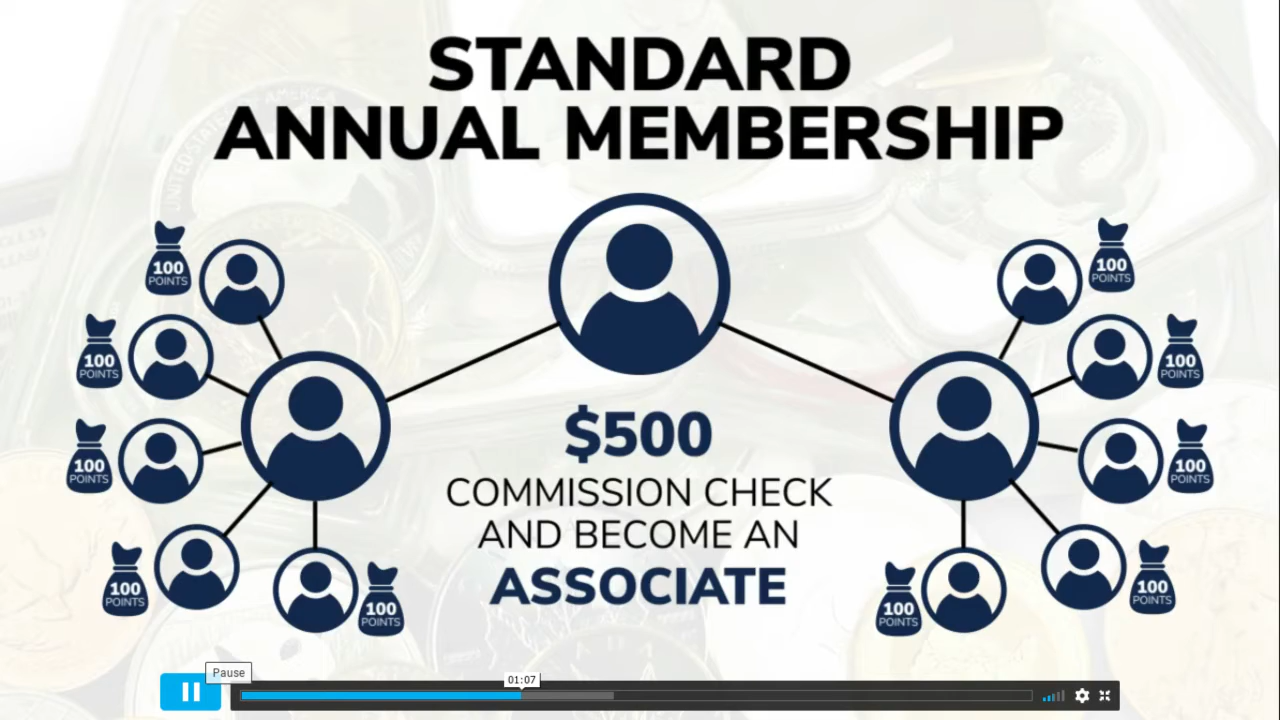 STANDARD
ANNUAL MEMBERSHIP
100
POINTS
100
POINTS
100
POINTS
100
POINTS
100
POINTS
100
POINTS
100
POINTS
100
POINTS
100
POINTS
100
POINTS
$500
COMMISSION CHECK
AND BECOME AN
ASSOCIATE
Pause
01:07